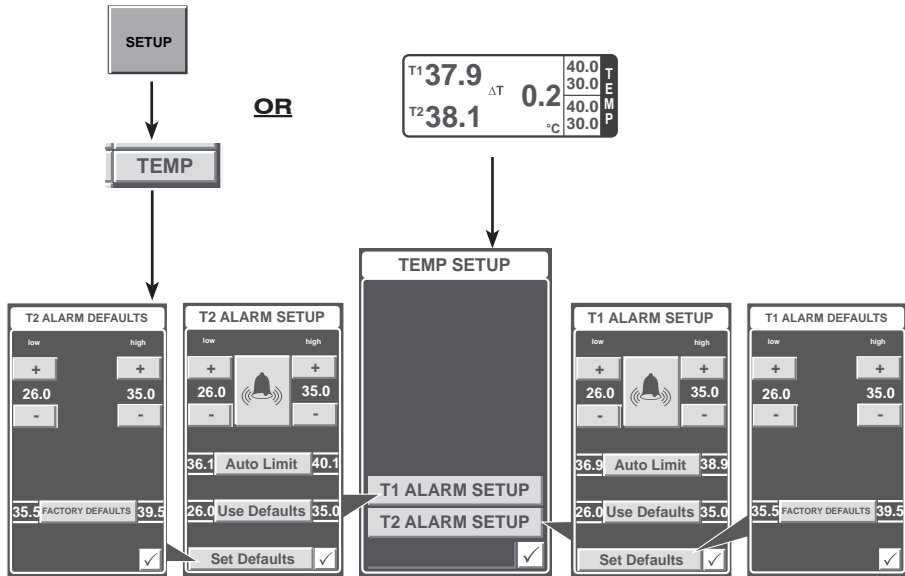 SETUP
OR
TEMP
T1 37.9 ΔT 0.2 40.0 30.0
T2 38.1 °C 40.0 30.0
TEMP
TEMP SETUP
T1 ALARM SETUP
T2 ALARM SETUP
✓
T2 ALARM DEFAULTS
low high
+ +
26.0 35.0
- -
35.5 FACTORY DEFAULTS 39.5
✓
T2 ALARM SETUP
low high
+ +
26.0 35.0
- -
36.1 Auto Limit 40.1
26.0 Use Defaults 35.0
Set Defaults ✓
T1 ALARM SETUP
low high
+ +
26.0 35.0
- -
36.9 Auto Limit 38.9
26.0 Use Defaults 35.0
Set Defaults ✓
T1 ALARM DEFAULTS
low high
+ +
26.0 35.0
- -
35.5 FACTORY DEFAULTS 39.5
✓